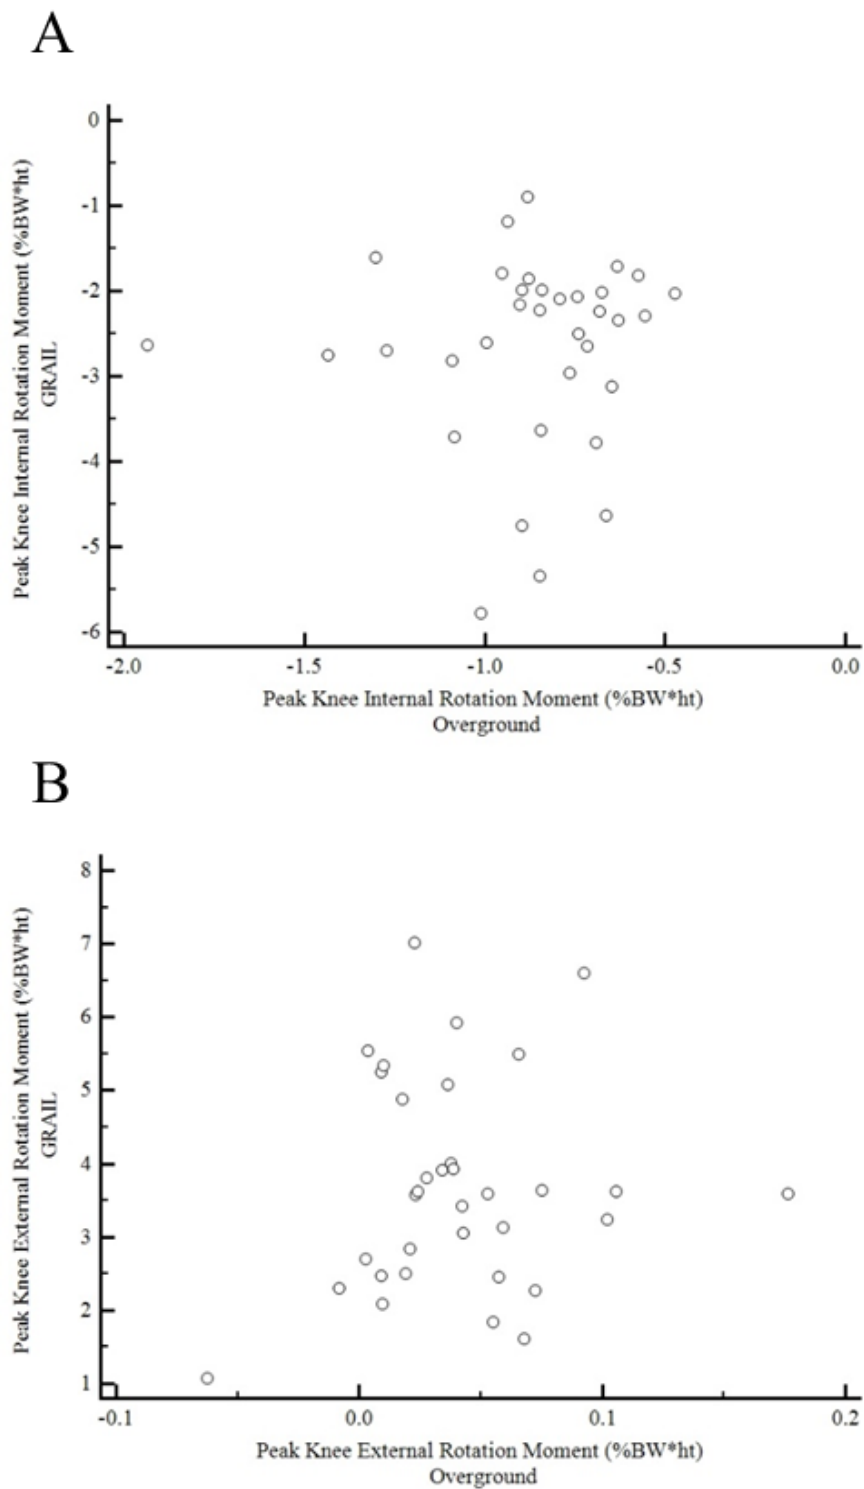 A
Peak Knee Internal Rotation Moment (%BW*ht)
GRAIL
0
-1
-2
-3
-4
-5
-6
-2.0 -1.5 -1.0 -0.5 0.0
Peak Knee Internal Rotation Moment (%BW*ht)
Overground
B
Peak Knee External Rotation Moment (%BW*ht)
GRAIL
8
7
6
5
4
3
2
1
-0.1 0.0 0.1 0.2
Peak Knee External Rotation Moment (%BW*ht)
Overground